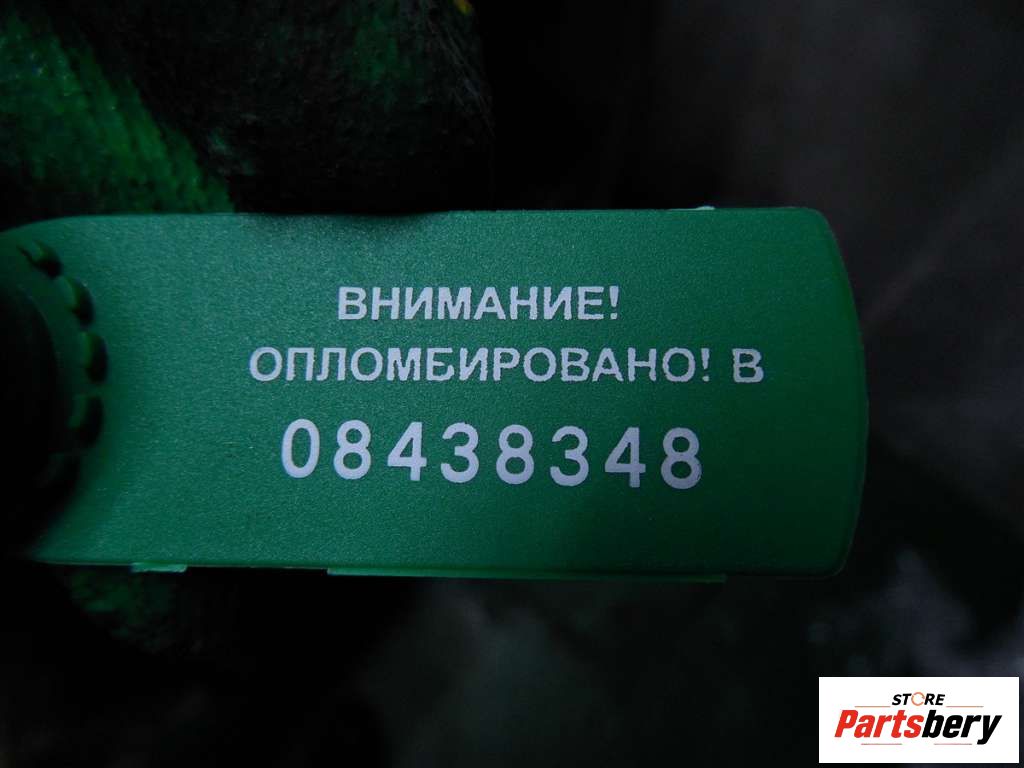 ВНИМАНИЕ!
ОПЛОМБИРОВАНО! В
08438348
STORE
Partsbery